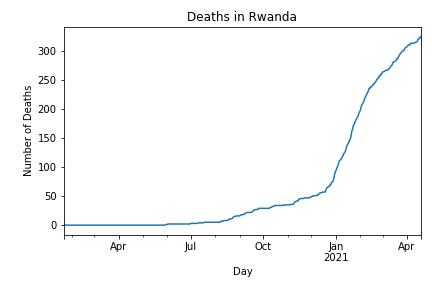 Deaths in Rwanda
Number of Deaths
300
250
200
150
100
50
0
Apr
Jul
Oct
Jan
2021
Apr
Day